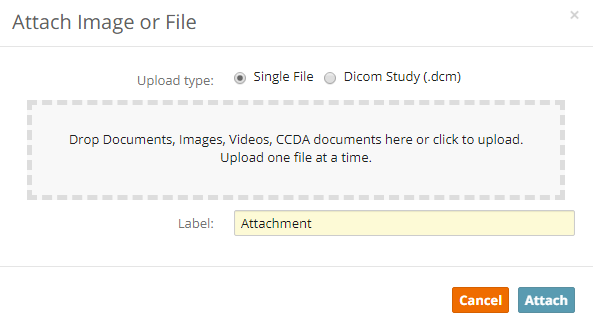 Attach Image or File
×
Upload type: Single File Dicom Study (.dcm)
Drop Documents, Images, Videos, CCDA documents here or click to upload.
Upload one file at a time.
Label: Attachment
Cancel Attach